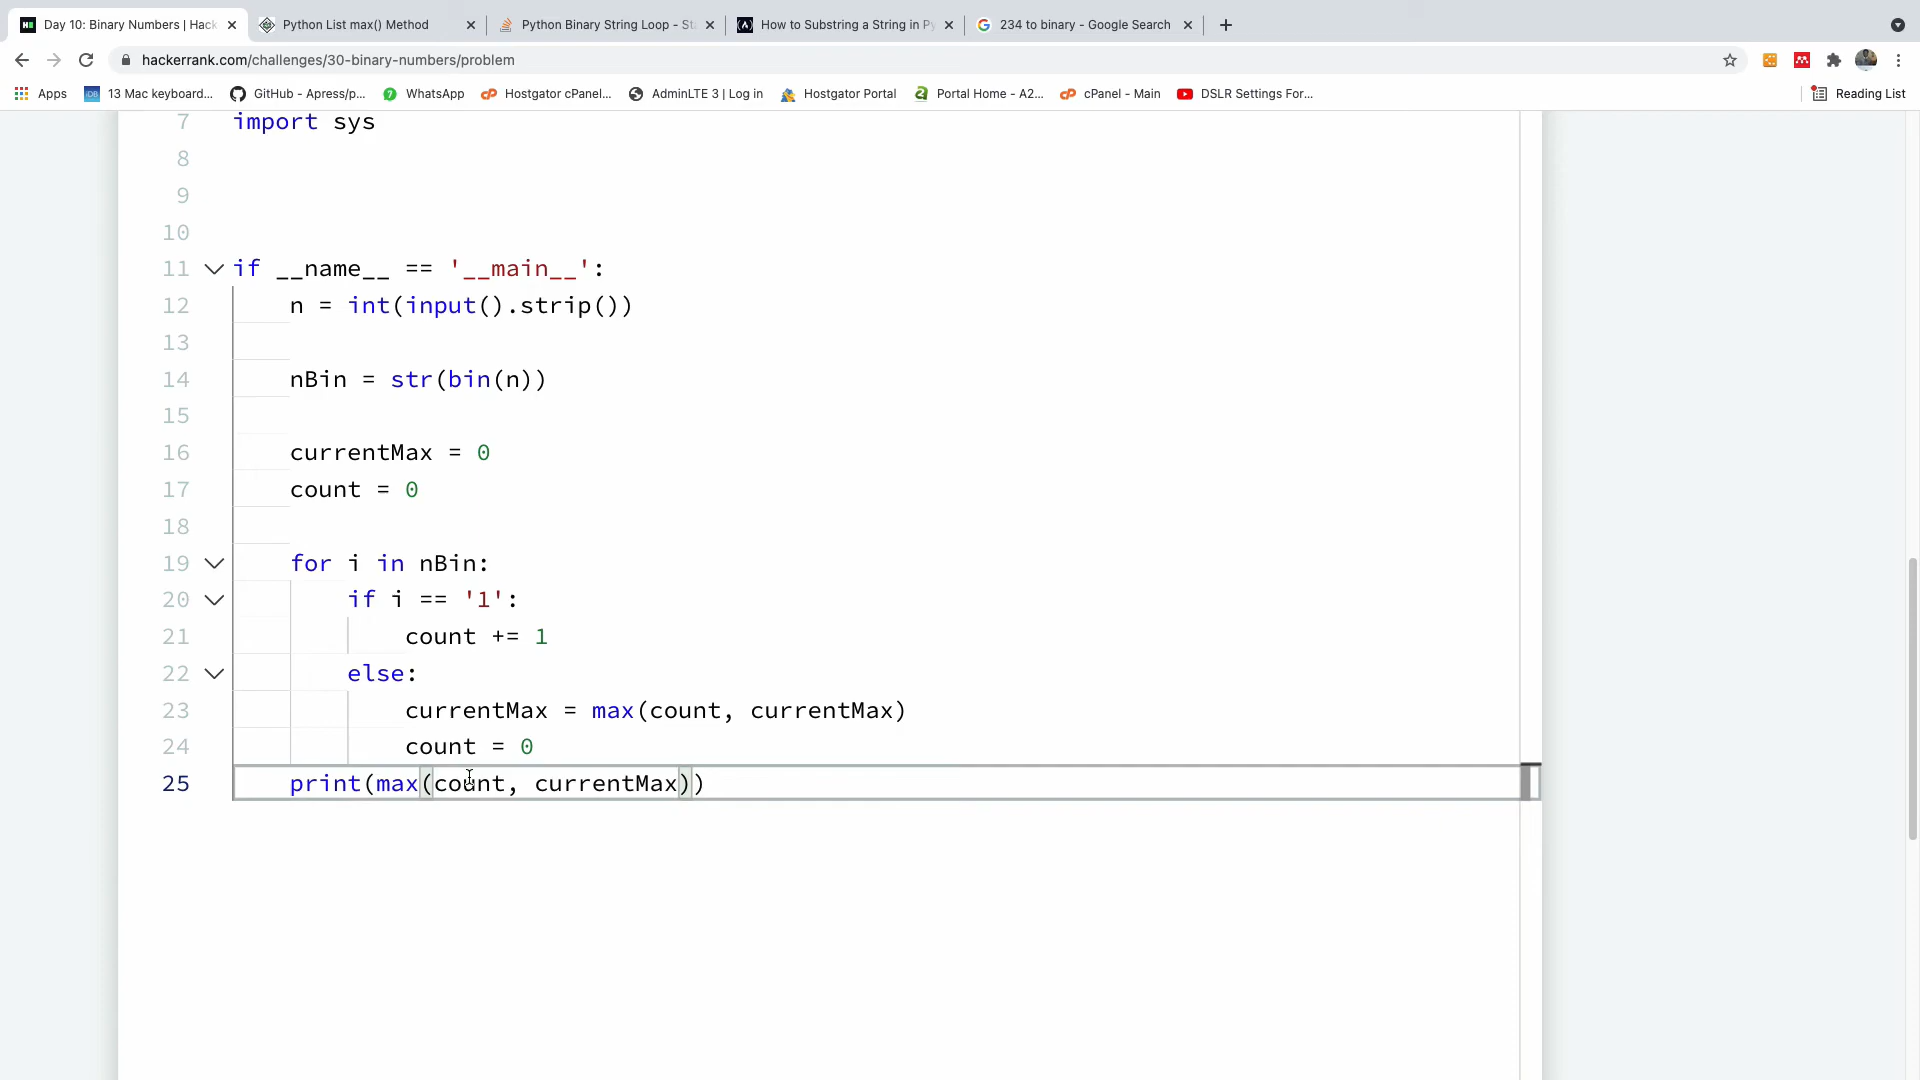 Day 10: Binary Numbers | Hack
Python List max() Method
Python Binary String Loop - Sta
How to Substring a String in Py
234 to binary - Google Search
hackerrank.com/challenges/30-binary-numbers/problem
Apps
13 Mac keyboard...
GitHub - Apress/p...
WhatsApp
Hostgator cPanel...
AdminLTE 3 | Log in
Hostgator Portal
Portal Home - A2...
cPanel - Main
DSLR Settings For...
Reading List
7 import sys
8
9
10
11 if __name__ == '__main__':
12 n = int(input().strip())
13
14 nBin = str(bin(n))
15
16 currentMax = 0
17 count = 0
18
19 for i in nBin:
20 if i == '1':
21 count += 1
22 else:
23 currentMax = max(count, currentMax)
24 count = 0
25 print(max(count, currentMax))